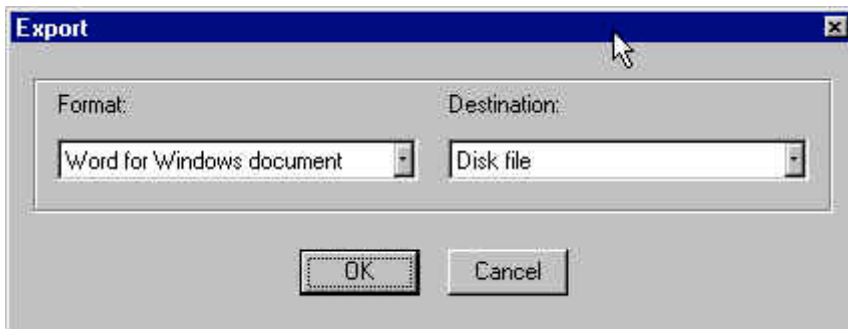 Export
Format:
Destination:
Word for Windows document
Disk file
OK
Cancel